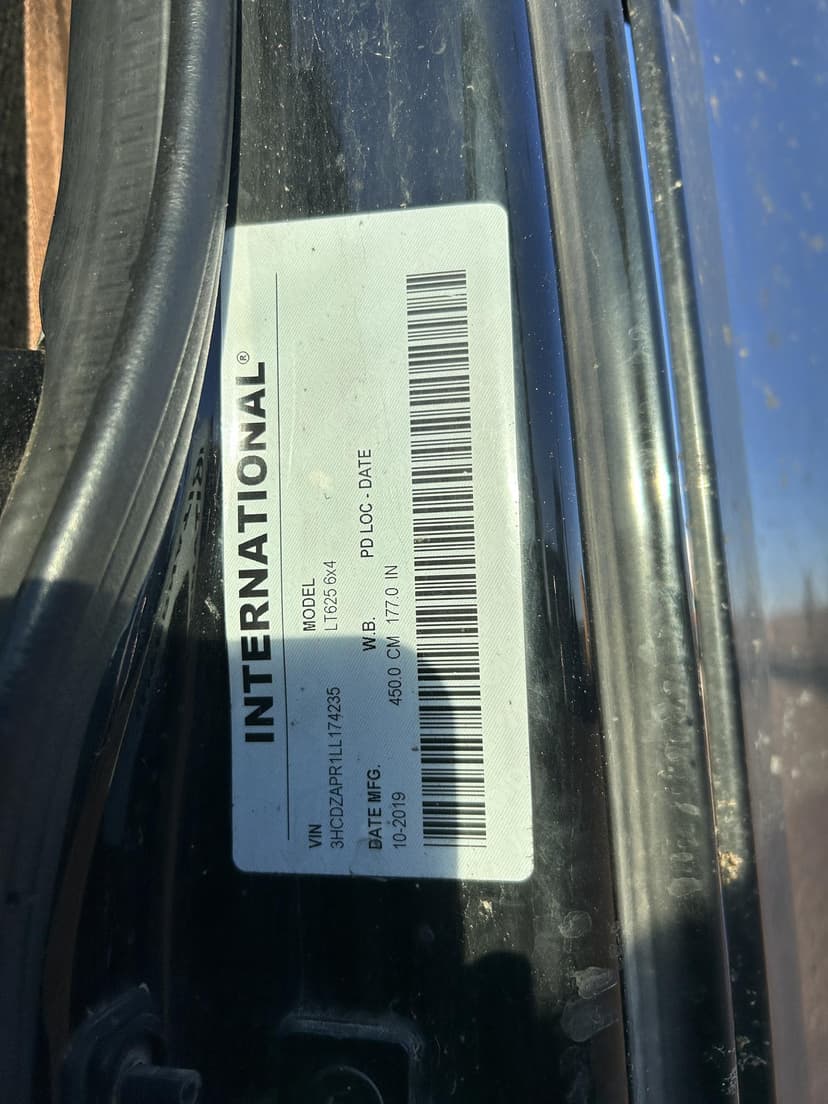 INTERNATIONAL®
VIN MODEL
3HCDZAPR1LL174235 LT625 6x4
DATE MFG. W.B. PD LOC - DATE
10-2019 450.0 CM 177.0 IN